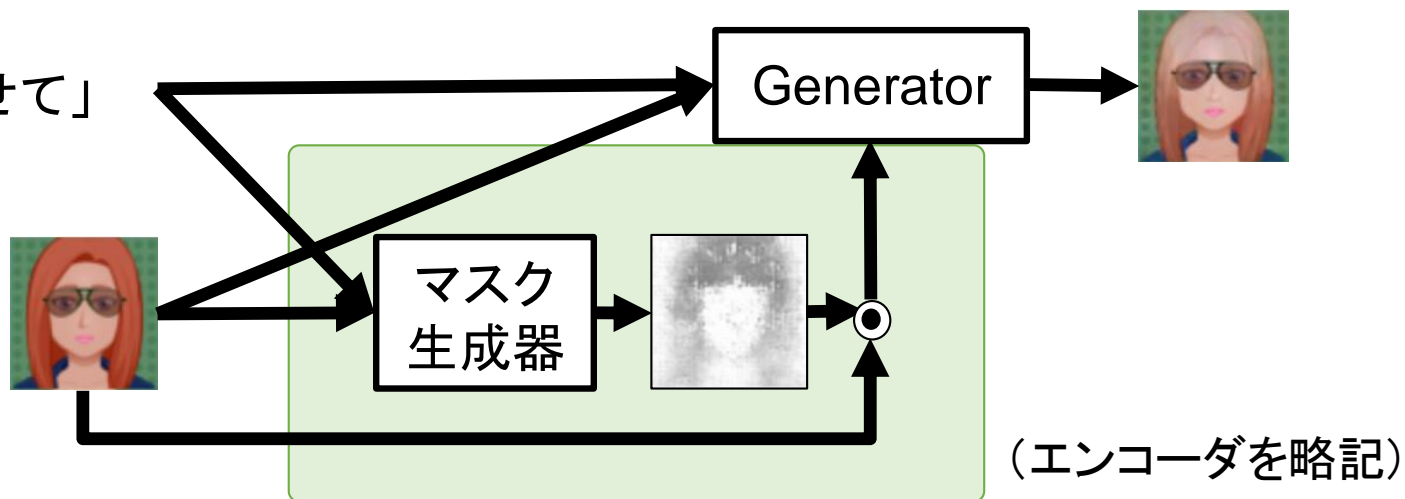 せて」
Generator
マスク
生成器
(エンコーダを略記)